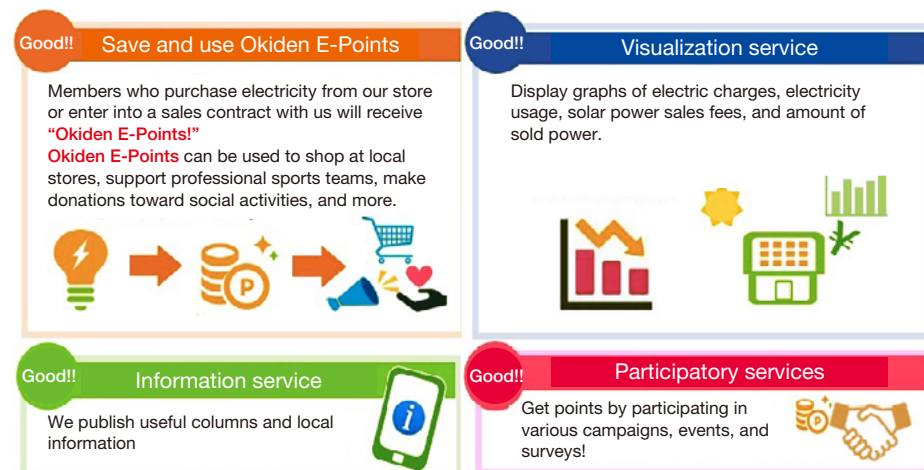 Good!!
Save and use Okiden E-Points
Members who purchase electricity from our store
or enter into a sales contract with us will receive
“Okiden E-Points!”
Okiden E-Points can be used to shop at local
stores, support professional sports teams, make
donations toward social activities, and more.
P
Good!!
Visualization service
Display graphs of electric charges, electricity
usage, solar power sales fees, and amount of
sold power.
Good!!
Information service
We publish useful columns and local
information
i
Good!!
Participatory services
Get points by participating in
various campaigns, events, and
surveys!
P